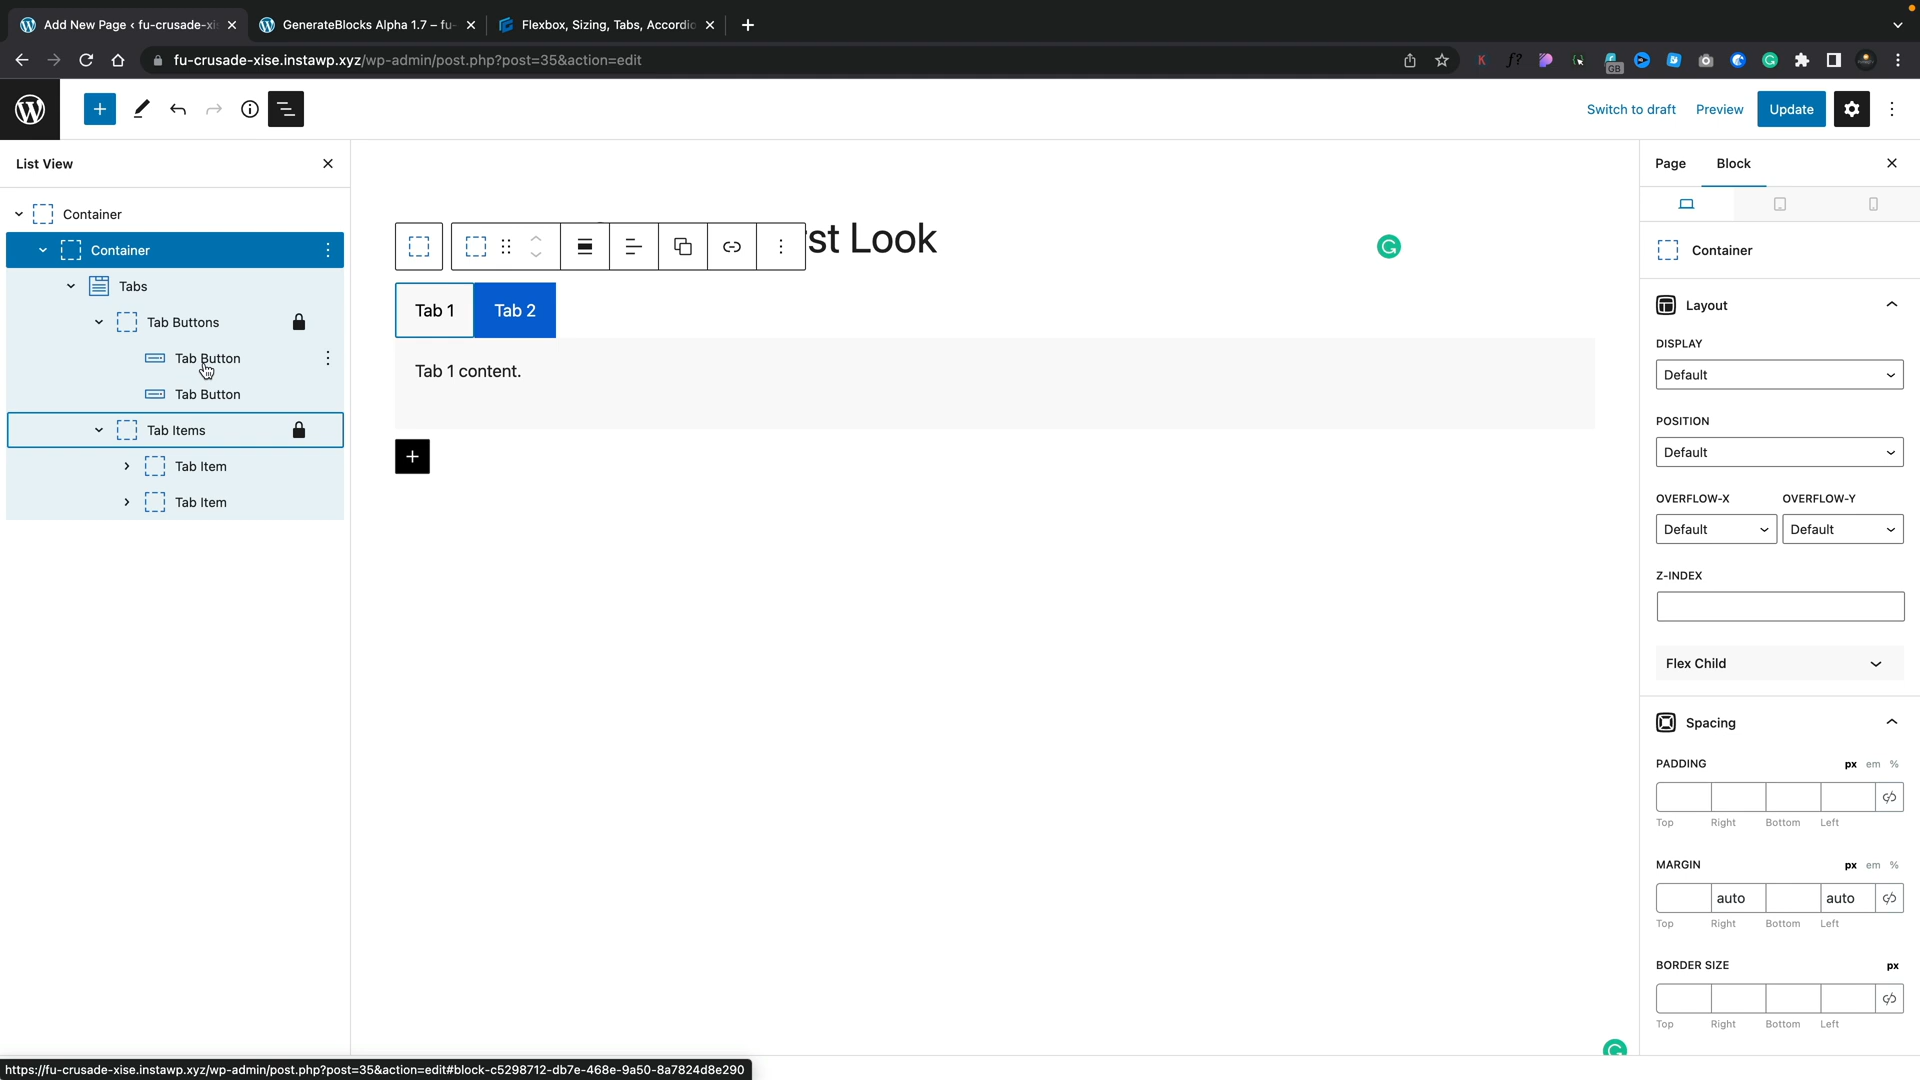 Add New Page ‹ fu-crusade-xi
GenerateBlocks Alpha 1.7 – fu-
Flexbox, Sizing, Tabs, Accordio
fu-crusade-xise.instawp.xyz/wp-admin/post.php?post=35&action=edit
K
f?
GB
Switch to draft
Preview
Update
List View
Container
Container
Tabs
Tab Buttons
Tab Button
Tab Button
Tab Items
Tab Item
Tab Item
st Look
Tab 1
Tab 2
Tab 1 content.
Page
Block
Container
Layout
DISPLAY
Default
POSITION
Default
OVERFLOW-X
OVERFLOW-Y
Default
Default
Z-INDEX
Flex Child
Spacing
PADDING
px em %
Top Right Bottom Left
MARGIN
px em %
auto auto
Top Right Bottom Left
BORDER SIZE
px
Top Right Bottom Left
https://fu-crusade-xise.instawp.xyz/wp-admin/post.php?post=35&action=edit#block-c5298712-db7e-468e-9a50-8a7824d8e290